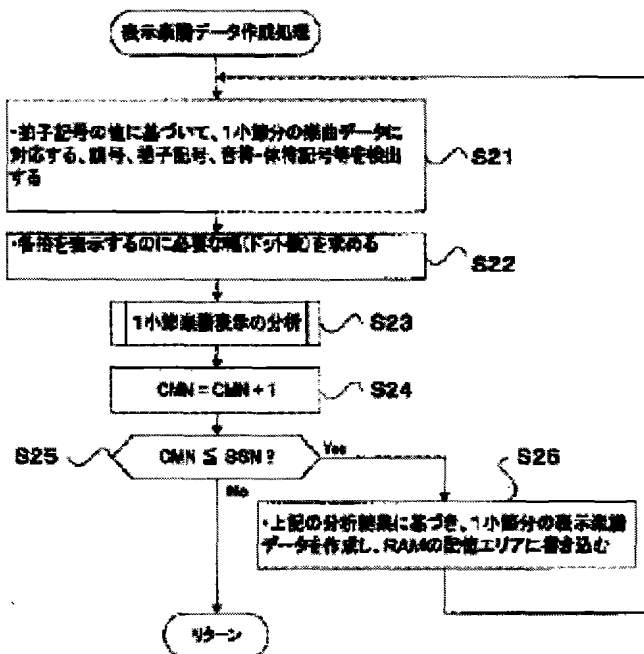 表示楽譜データ作成処理
・拍子記号の値に基づいて、1小節分の楽曲データに
対応する、調号、拍子記号、音符・休符記号等を検出
する
S21
・各拍を表示するのに必要な幅(ドット数)を求める
S22
1小節楽譜表示の分析
S23
CMN=CMN+1
S24
S25
CMN≦SSN?
Yes
No
S26
・上記の分析結果に基づき、1小節分の表示楽譜
データを作成し、RAMの記憶エリアに書き込む
リターン